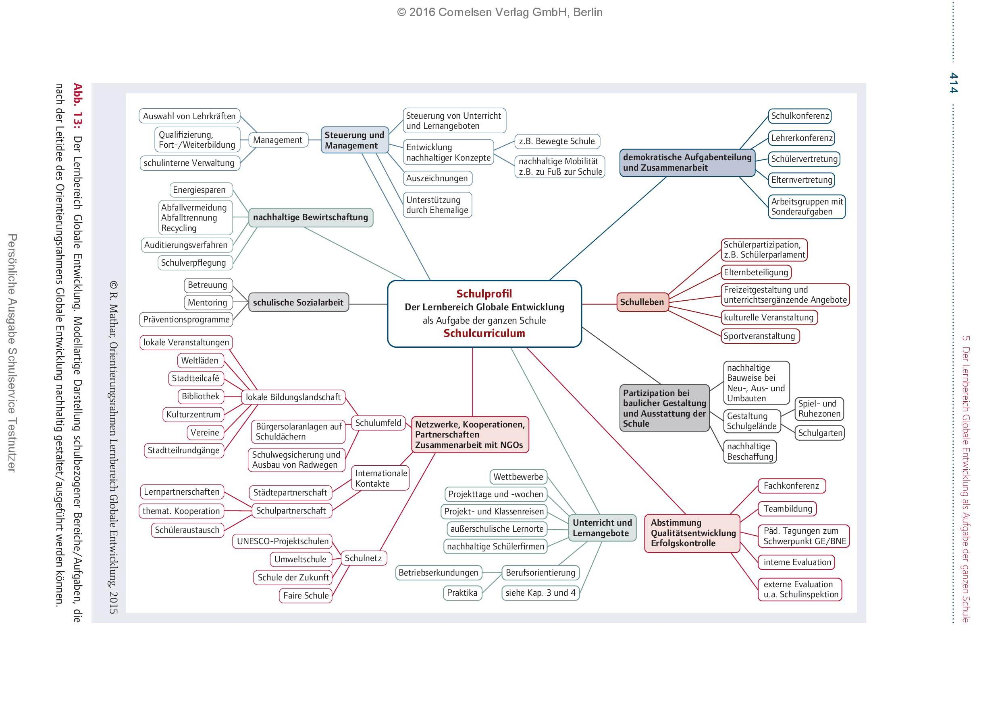 © 2016 Cornelsen Verlag GmbH, Berlin
414
5 Der Lernbereich Globale Entwicklung als Aufgabe der ganzen Schule
Auswahl von Lehrkräften
Qualifizierung,
Fort-/Weiterbildung
schulinterne Verwaltung
Management
Steuerung und
Management
Steuerung von Unterricht
und Lernangeboten
Entwicklung
nachhaltiger Konzepte
z.B. Bewegte Schule
nachhaltige Mobilität
z.B. zu Fuß zur Schule
Auszeichnungen
Unterstützung
durch Ehemalige
demokratische Aufgabenteilung
und Zusammenarbeit
Schulkonferenz
Lehrerkonferenz
Schülervertretung
Elternvertretung
Arbeitsgruppen mit
Sonderaufgaben
Energiesparen
Abfallvermeidung
Abfalltrennung
Recycling
Auditierungsverfahren
Schulverpflegung
nachhaltige Bewirtschaftung
Betreuung
Mentoring
Präventionsprogramme
schulische Sozialarbeit
Schulprofil
Der Lernbereich Globale Entwicklung
als Aufgabe der ganzen Schule
Schulcurriculum
Schulleben
Schülerpartizipation,
z.B. Schülerparlament
Elternbeteiligung
Freizeitgestaltung und
unterrichtsergänzende Angebote
kulturelle Veranstaltung
Sportveranstaltung
Partizipation bei
baulicher Gestaltung
und Ausstattung der
Schule
nachhaltige
Bauweise bei
Neu-, Aus- und
Umbauten
Gestaltung
Schulgelände
Spiel- und
Ruhezonen
Schulgarten
nachhaltige
Beschaffung
lokale Veranstaltungen
Weltläden
Stadtteilcafé
Bibliothek
Kulturzentrum
Vereine
Stadtteilrundgänge
lokale Bildungslandschaft
Bürgersolaranlagen auf
Schuldächern
Schulwegsicherung und
Ausbau von Radwegen
Schulumfeld
Netzwerke, Kooperationen,
Partnerschaften
Zusammenarbeit mit NGOs
Internationale
Kontakte
Städtepartnerschaft
Schulpartnerschaft
Lernpartnerschaften
themat. Kooperation
Schüleraustausch
UNESCO-Projektschulen
Umweltschule
Schule der Zukunft
Faire Schule
Schulnetz
Wettbewerbe
Projekttage und -wochen
Projekt- und Klassenreisen
außerschulische Lernorte
nachhaltige Schülerfirmen
Unterricht und
Lernangebote
Betriebserkundungen
Praktika
Berufsorientierung
siehe Kap. 3 und 4
Abstimmung
Qualitätsentwicklung
Erfolgskontrolle
Fachkonferenz
Teambildung
Päd. Tagungen zum
Schwerpunkt GE/BNE
interne Evaluation
externe Evaluation
u.a. Schulinspektion
© R. Mathar, Orientierungsrahmen Lernbereich Globale Entwicklung, 2015
Abb. 13: Der Lernbereich Globale Entwicklung. Modellartige Darstellung schulbezogener Bereiche/Aufgaben, die
nach der Leitidee des Orientierungsrahmens Globale Entwicklung nachhaltig gestaltet/ausgeführt werden können.
Persönliche Ausgabe Schulservice Testnutzer